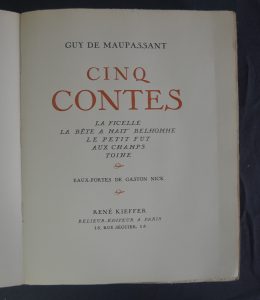 GUY DE MAUPASSANT
CINQ
CONTES
LA FICELLE
LA BÊTE A MAIT' BELHOMME
LE PETIT FUT
AUX CHAMPS
TOINE
EAUX-FORTES DE GASTON NICK
RENÉ KIEFFER
RELIEUR-ÉDITEUR A PARIS
18, RUE SEGUIER, 18